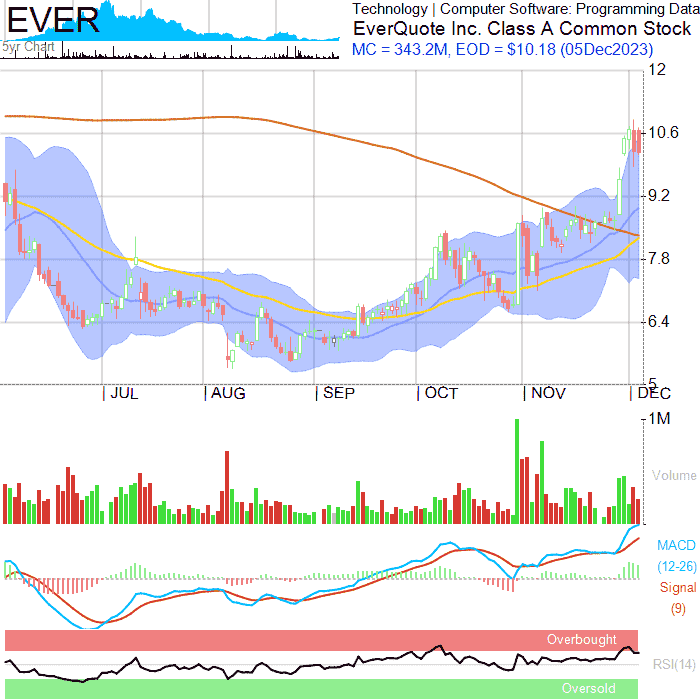 EVER
5yr Chart
Technology | Computer Software: Programming Data
EverQuote Inc. Class A Common Stock
MC = 343.2M, EOD = $10.18 (05Dec2023)
12
10.6
9.2
7.8
6.4
5
JUL AUG SEP OCT NOV DEC
1M
Volume
MACD
(12-26)
Signal
(9)
Overbought
RSI(14)
Oversold